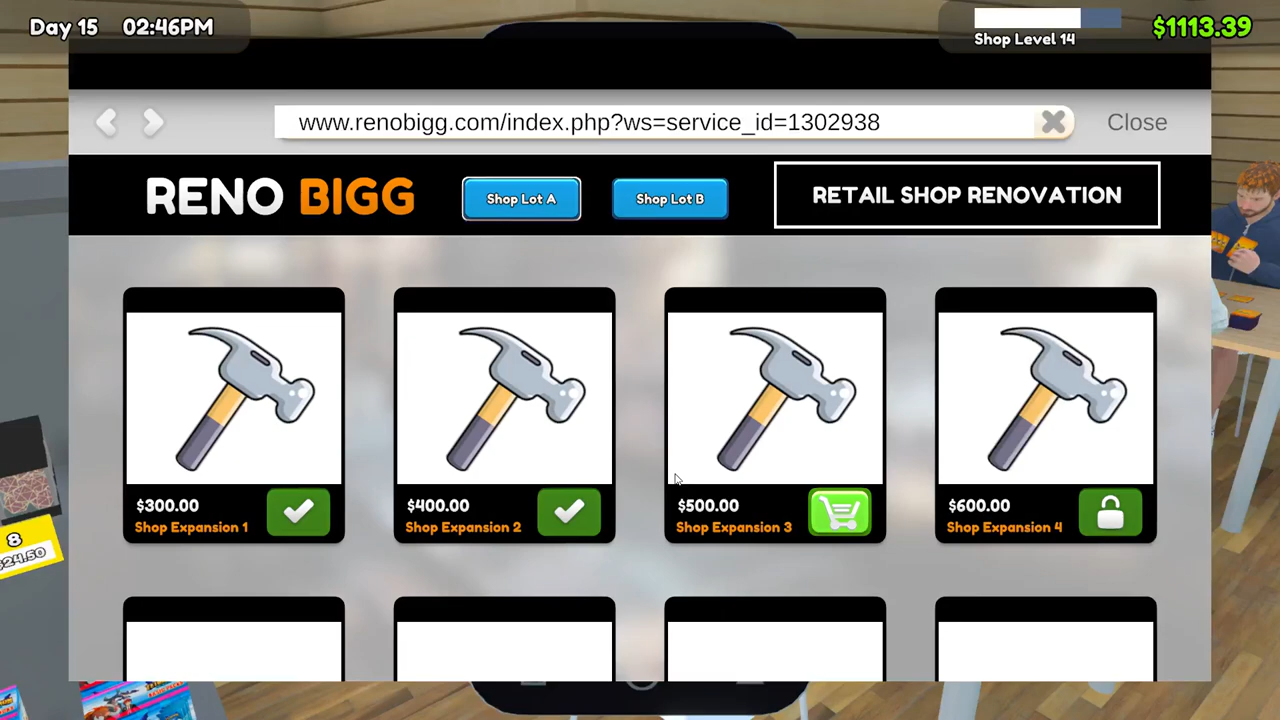 Day 15 02:46PM
Shop Level 14
$1113.39
www.renobigg.com/index.php?ws=service_id=1302938
Close
RENO BIGG
Shop Lot A
Shop Lot B
RETAIL SHOP RENOVATION
$300.00
Shop Expansion 1
$400.00
Shop Expansion 2
$500.00
Shop Expansion 3
$600.00
Shop Expansion 4
8
$24.50